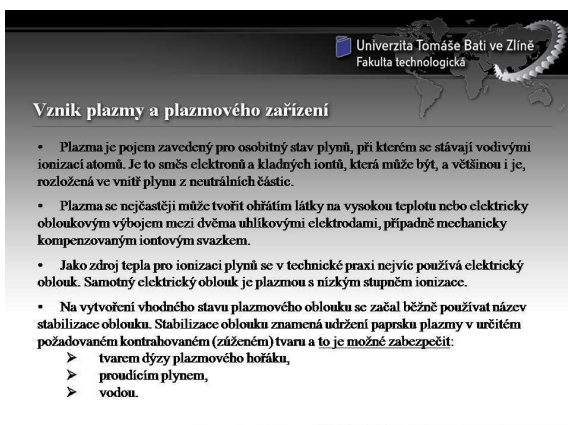 Univerzita Tomáše Bati ve Zlíně
Fakulta technologická
Vznik plazmy a plazmového zařízení
• Plazma je pojem zavedený pro osobitný stav plynů, při kterém se stávají vodivými
ionizací atomů. Je to směs elektronů a kladných iontů, která může být, a většinou i je,
rozložená ve vnitř plynu z neutrálních částic.
• Plazma se nejčastěji může tvořit ohřátím látky na vysokou teplotu nebo elektricky
obloukovým výbojem mezi dvěma uhlíkovými elektrodami, případně mechanicky
kompenzovaným iontovým svazkem.
• Jako zdroj tepla pro ionizaci plynů se v technické praxi nejvíc používá elektrický
oblouk. Samotný elektrický oblouk je plazmou s nízkým stupněm ionizace.
• Na vytvoření vhodného stavu plazmového oblouku se začal běžně používat název
stabilizace oblouku. Stabilizace oblouku znamená udržení paprsku plazmy v určitém
požadovaném kontrahovaném (zúženém) tvaru a to je možné zabezpečit:
➢ tvarem dýzy plazmového hořáku,
➢ proudícím plynem,
➢ vodou.